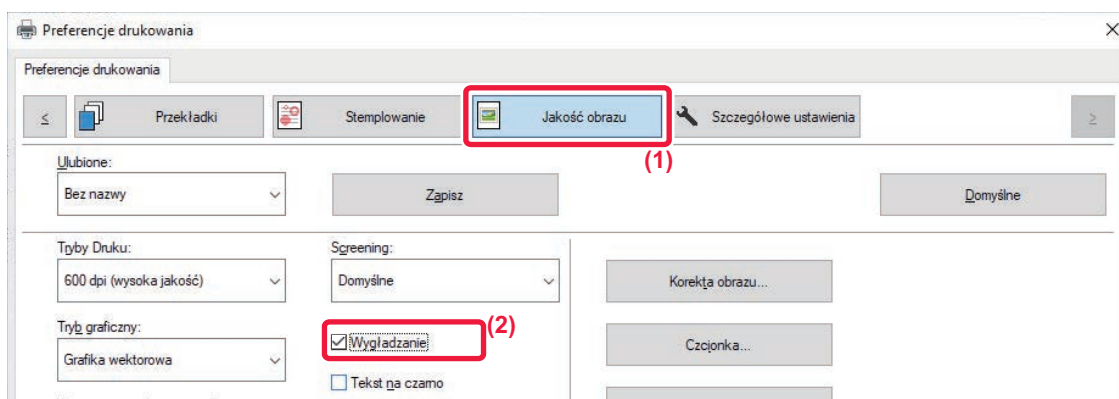 Preferencje drukowania
Preferencje drukowania
≤ Przekładki Stemplowanie Jakość obrazu Szczegółowe ustawienia ≥
(1)
Ulubione:
Bez nazwy Zapisz Domyślne
Tryby Druku: Screening:
600 dpi (wysoka jakość) Domyślne Korekta obrazu...
Tryb graficzny: Wygładzanie (2)
Grafika wektorowa Czcionka...
Tekst na czarno